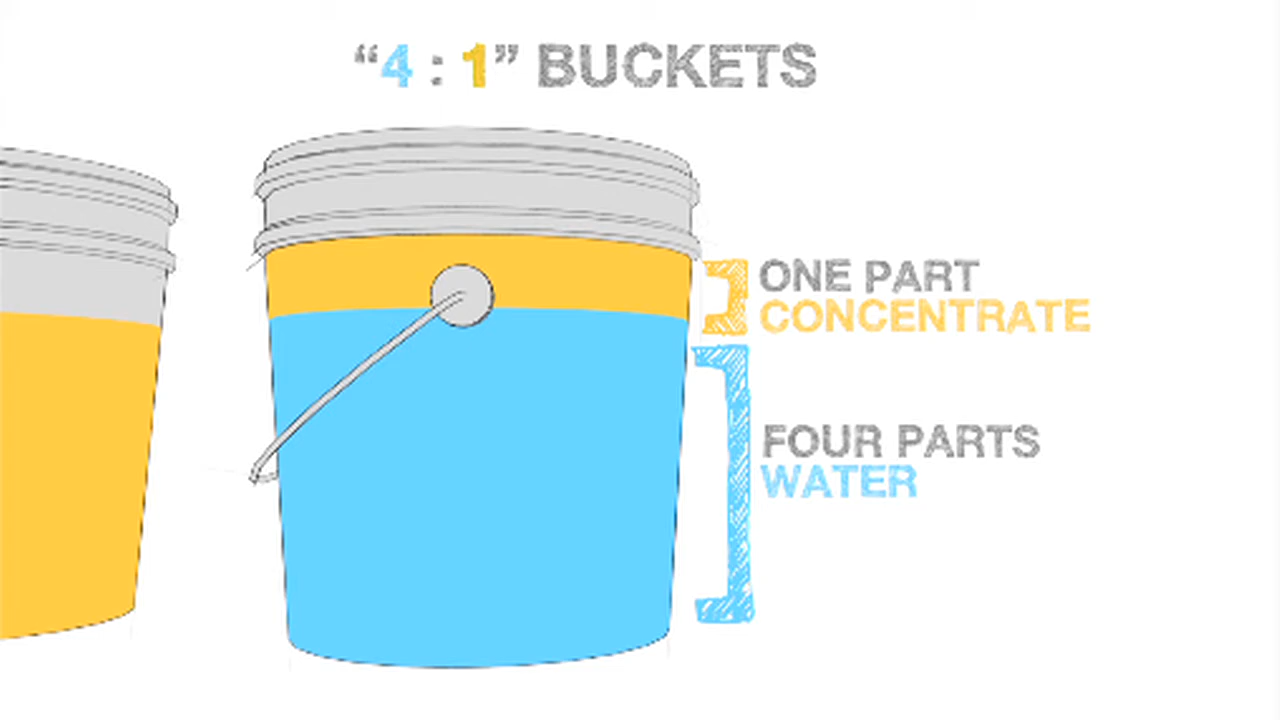 “4 : 1” BUCKETS
ONE PART
CONCENTRATE
FOUR PARTS
WATER